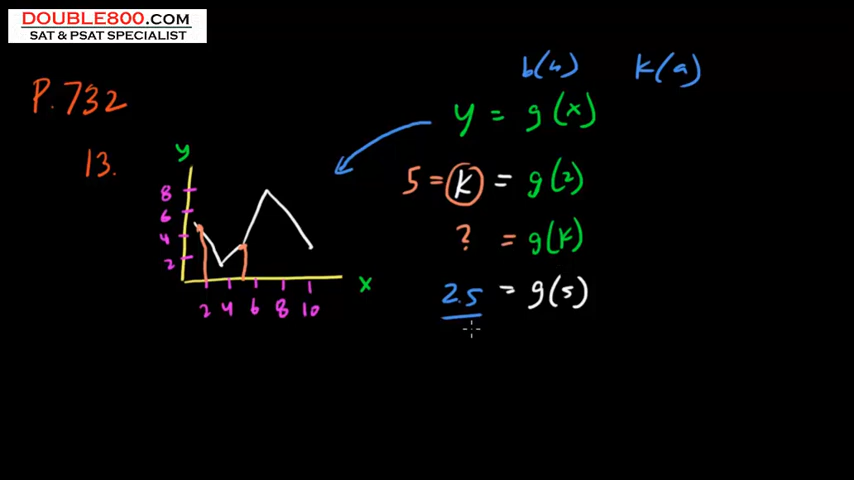 DOUBLE800.COM
SAT & PSAT SPECIALIST
b(h) k(a)
P.732
y = g(x)
13.
y
5 = k = g(2)
8
6
4
2
? = g(k)
x
2 4 6 8 10
2.5 = g(5)